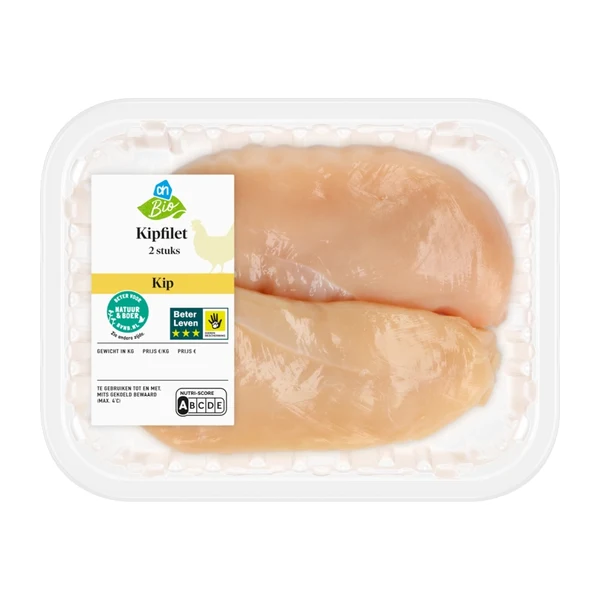 ah
Bio
Kipfilet
2 stuks
Kip
BETER VOOR
NATUUR & BOER
Beter
Leven
GEWICHT IN KG PRIJS €/KG PRIJS €
TE GEBRUIKEN TOT EN MET,
MITS GEKOELD BEWAARD
(MAX. 4°C)
NUTRI-SCORE
ABCDE